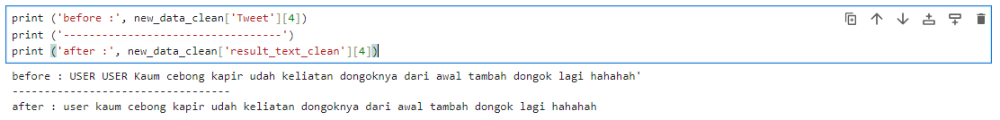 print ('before :', new_data_clean['Tweet'][4])
print ('----------------------------------')
print ('after :', new_data_clean['result_text_clean'][4])
before : USER USER Kaum cebong kapir udah keliatan dongoknya dari awal tambah dongok lagi hahahah'
----------------------------------
after : user kaum cebong kapir udah keliatan dongoknya dari awal tambah dongok lagi hahahah